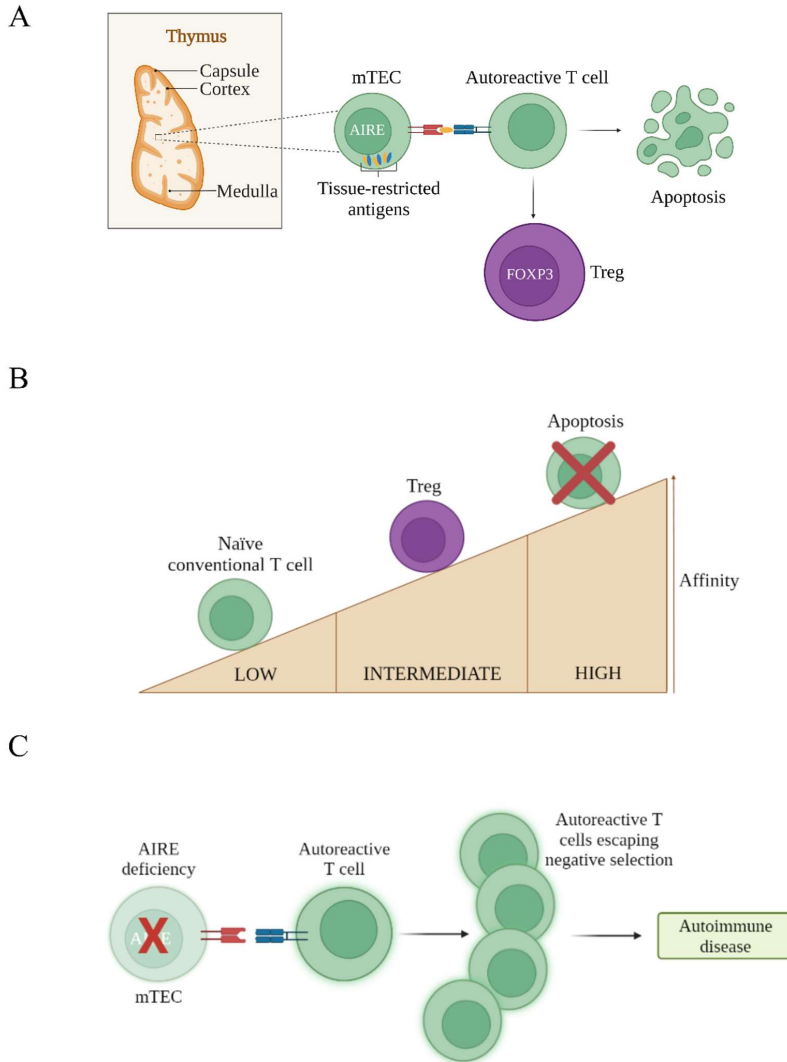 A
Thymus
Capsule
Cortex
Medulla
mTEC
Autoreactive T cell
AIRE
Tissue-restricted
antigens
Apoptosis
FOXP3
Treg
B
Apoptosis
Treg
Naïve
conventional T cell
Affinity
LOW
INTERMEDIATE
HIGH
C
AIRE
deficiency
Autoreactive
T cell
Autoreactive T
cells escaping
negative selection
AIRE
mTEC
Autoimmune
disease